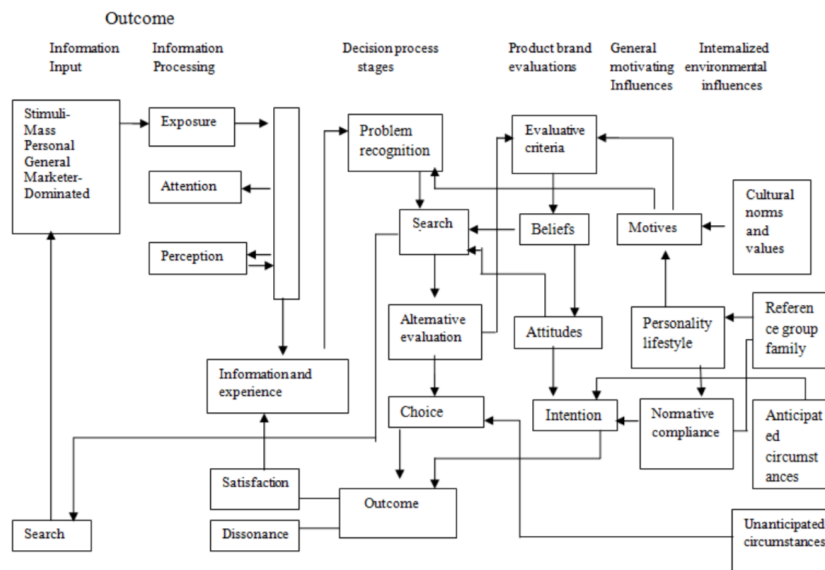 Outcome
Information
Input
Information
Processing
Decision process
stages
Product brand
evaluations
General
motivating
Influences
Internalized
environmental
influences
Stimuli-
Mass
Personal
General
Marketer-
Dominated
Exposure
Attention
Perception
Problem
recognition
Search
Alternative
evaluation
Choice
Evaluative
criteria
Beliefs
Attitudes
Intention
Motives
Personality
lifestyle
Normative
compliance
Cultural
norms
and
values
Referen
ce group
family
Anticipat
ed
circumst
ances
Information and
experience
Satisfaction
Dissonance
Outcome
Search
Unanticipated
circumstances